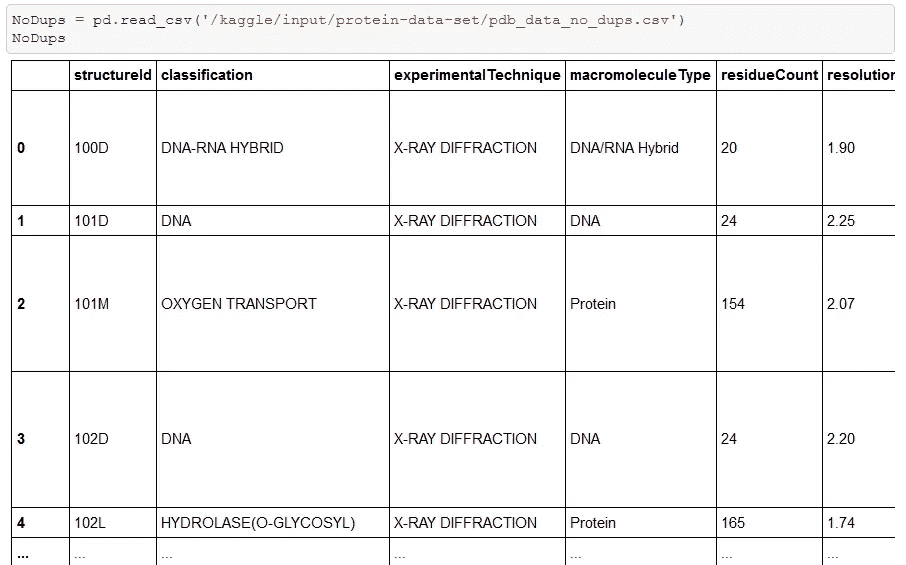 NoDups = pd.read_csv('/kaggle/input/protein-data-set/pdb_data_no_dups.csv')
NoDups
structureId classification experimentalTechnique macromoleculeType residueCount resolution
0 100D DNA-RNA HYBRID X-RAY DIFFRACTION DNA/RNA Hybrid 20 1.90
1 101D DNA X-RAY DIFFRACTION DNA 24 2.25
2 101M OXYGEN TRANSPORT X-RAY DIFFRACTION Protein 154 2.07
3 102D DNA X-RAY DIFFRACTION DNA 24 2.20
4 102L HYDROLASE(O-GLYCOSYL) X-RAY DIFFRACTION Protein 165 1.74
... ... ... ... ... ... ...